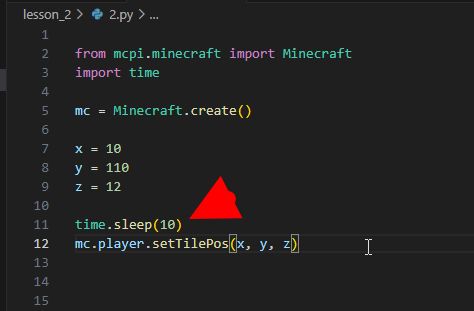 lesson_2 > 2.py > ...
1
2 from mcpi.minecraft import Minecraft
3 import time
4
5 mc = Minecraft.create()
6
7 x = 10
8 y = 110
9 z = 12
10
11 time.sleep(10)
12 mc.player.setTilePos(x, y, z)
13
14
15